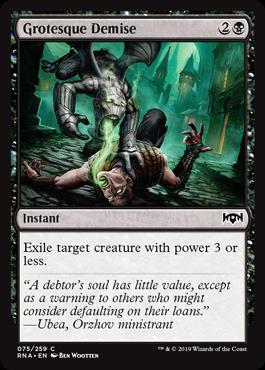 Grotesque Demise 2
Instant
Exile target creature with power 3 or
less.
“A debtor’s soul has little value, except
as a warning to others who might
consider defaulting on their loans.”
—Ubea, Orzhov ministrant
075/259 C
RNA • EN Ben Wootten
™ & © 2019 Wizards of the Coast